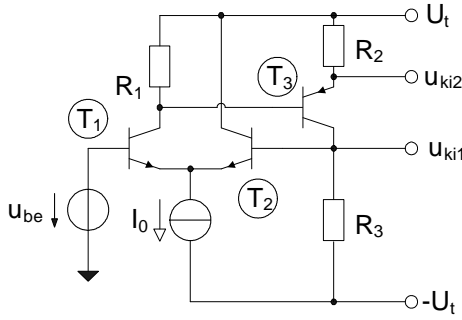 U_t
R_2
T_3
R_1
u_ki2
T_1
u_ki1
T_2
u_be
I_0
R_3
-U_t